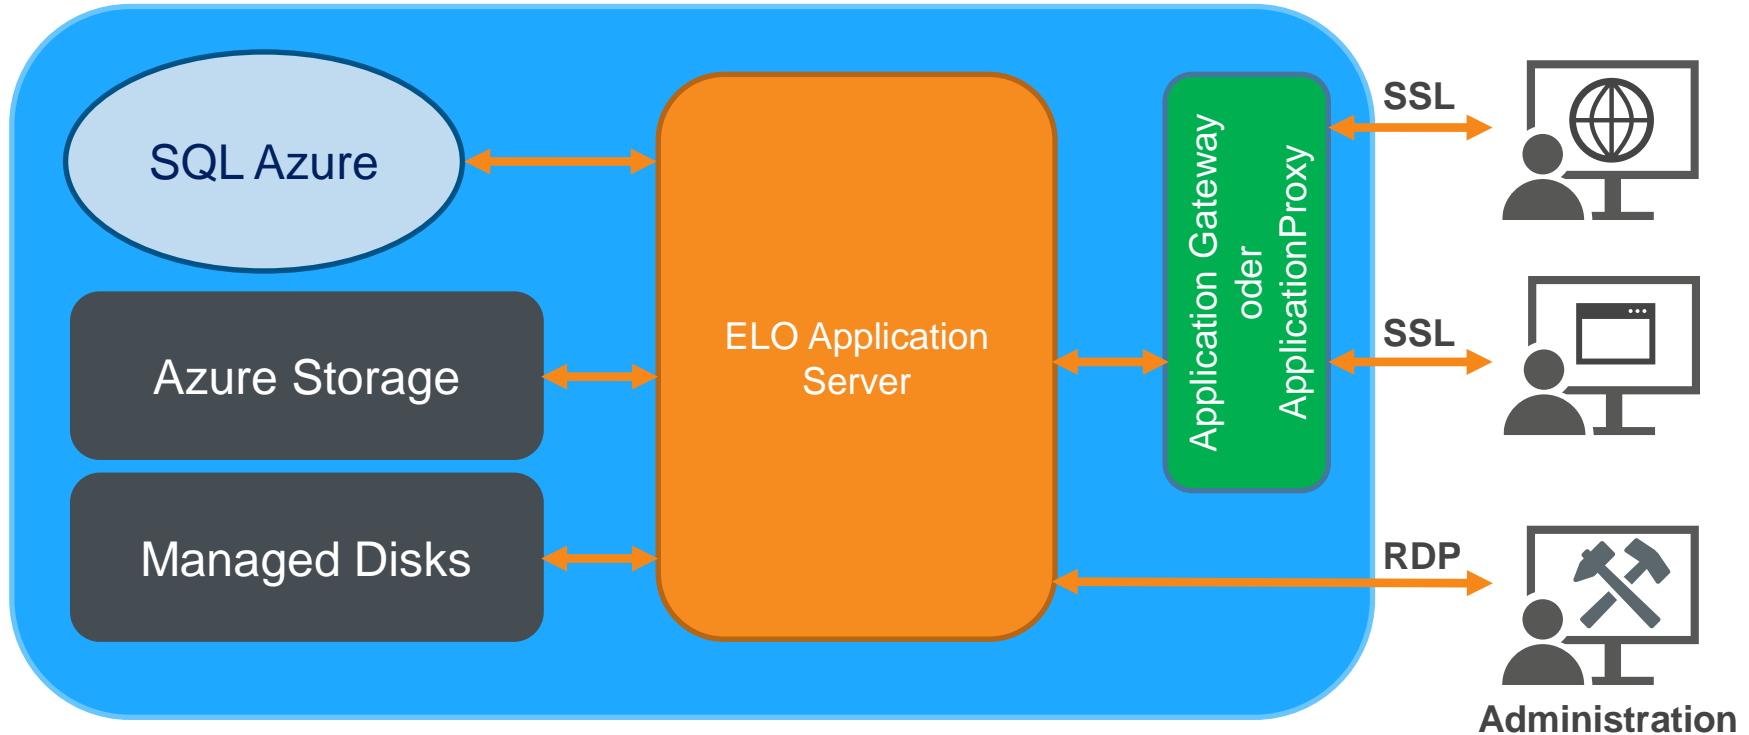 SQL Azure
Azure Storage
Managed Disks
ELO Application
Server
Application Gateway
oder
ApplicationProxy
SSL
SSL
RDP
Administration